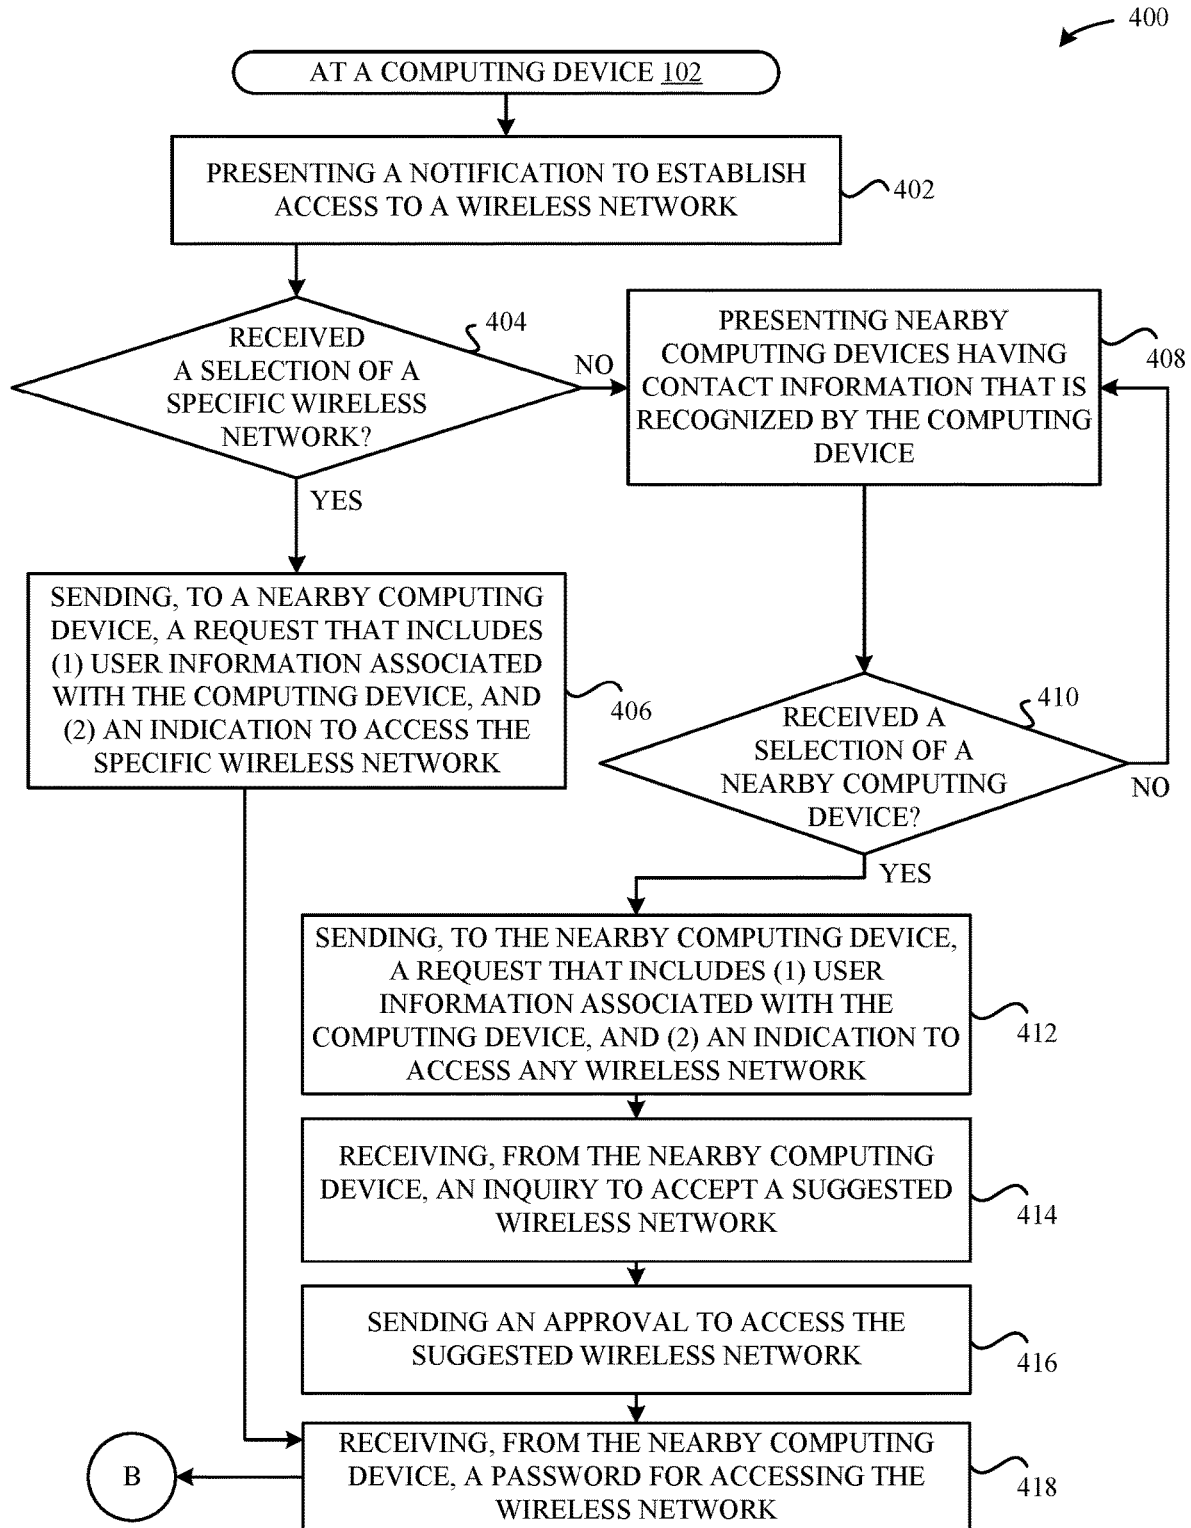 400
AT A COMPUTING DEVICE 102
PRESENTING A NOTIFICATION TO ESTABLISH
ACCESS TO A WIRELESS NETWORK
402
RECEIVED
A SELECTION OF A
SPECIFIC WIRELESS
NETWORK?
404
NO
YES
PRESENTING NEARBY
COMPUTING DEVICES HAVING
CONTACT INFORMATION THAT IS
RECOGNIZED BY THE COMPUTING
DEVICE
408
SENDING, TO A NEARBY COMPUTING
DEVICE, A REQUEST THAT INCLUDES
(1) USER INFORMATION ASSOCIATED
WITH THE COMPUTING DEVICE, AND
(2) AN INDICATION TO ACCESS THE
SPECIFIC WIRELESS NETWORK
406
RECEIVED A
SELECTION OF A
NEARBY COMPUTING
DEVICE?
410
NO
YES
SENDING, TO THE NEARBY COMPUTING DEVICE,
A REQUEST THAT INCLUDES (1) USER
INFORMATION ASSOCIATED WITH THE
COMPUTING DEVICE, AND (2) AN INDICATION TO
ACCESS ANY WIRELESS NETWORK
412
RECEIVING, FROM THE NEARBY COMPUTING
DEVICE, AN INQUIRY TO ACCEPT A SUGGESTED
WIRELESS NETWORK
414
SENDING AN APPROVAL TO ACCESS THE
SUGGESTED WIRELESS NETWORK
416
RECEIVING, FROM THE NEARBY COMPUTING
DEVICE, A PASSWORD FOR ACCESSING THE
WIRELESS NETWORK
418
B